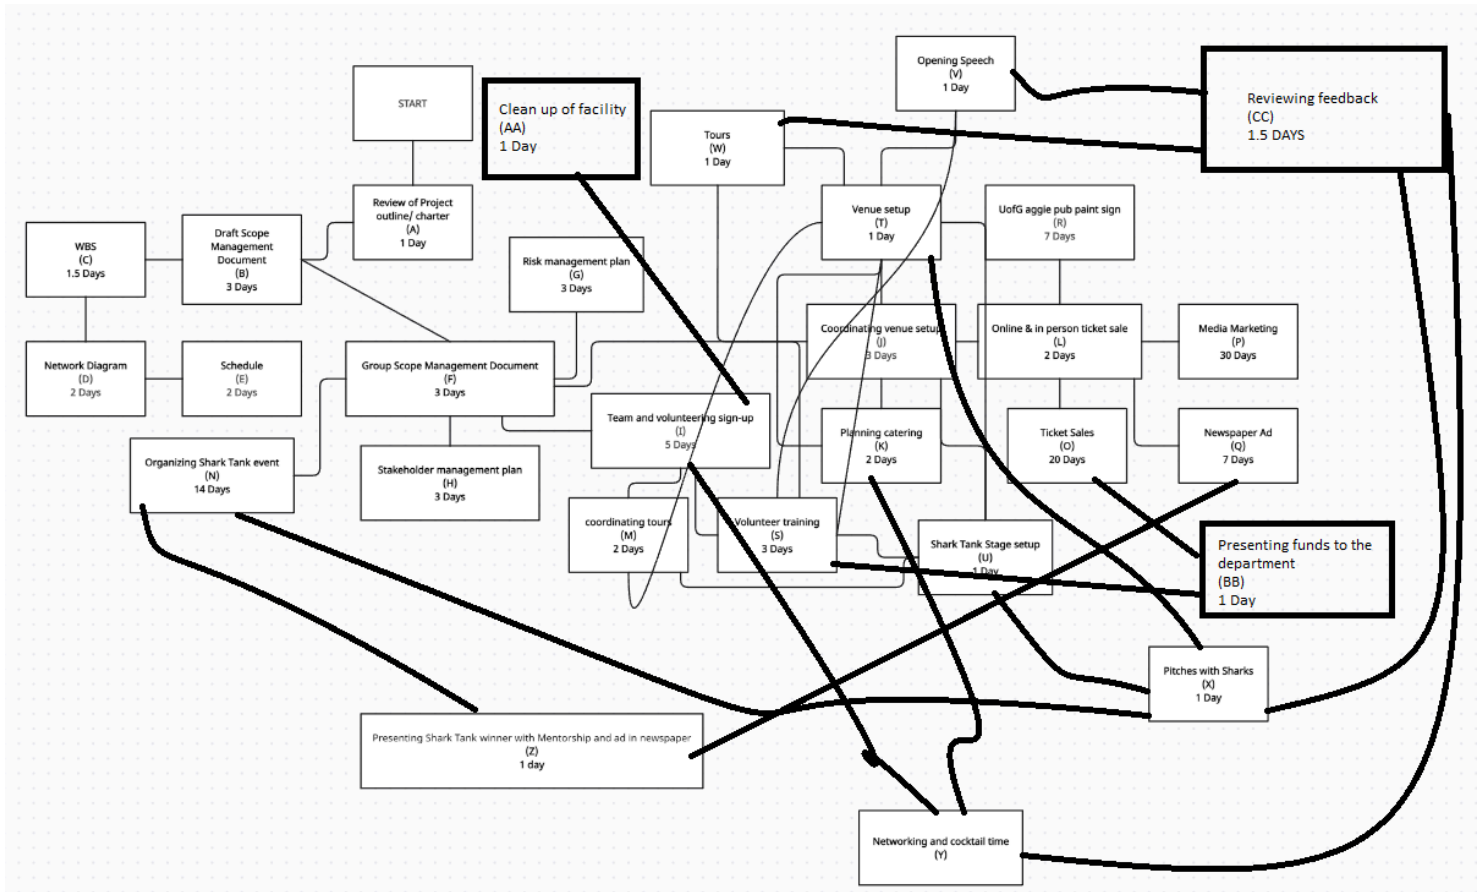 Opening Speech
(V)
1 Day
START
Clean up of facility
(AA)
1 Day
Reviewing feedback
(CC)
1.5 DAYS
Tours
(W)
1 Day
Review of Project
outline/ charter
(A)
1 Day
Venue setup
(T)
1 Day
UofG aggie pub paint sign
(R)
7 Days
WBS
(C)
1.5 Days
Draft Scope
Management
Document
(B)
3 Days
Risk management plan
(G)
3 Days
Coordinating venue setup
(J)
3 Days
Online & in person ticket sale
(L)
2 Days
Media Marketing
(P)
30 Days
Network Diagram
(D)
2 Days
Schedule
(E)
2 Days
Group Scope Management Document
(F)
3 Days
Team and volunteering sign-up
(I)
5 Days
Planning catering
(K)
2 Days
Ticket Sales
(O)
20 Days
Newspaper Ad
(Q)
7 Days
Organizing Shark Tank event
(N)
14 Days
Stakeholder management plan
(H)
3 Days
coordinating tours
(M)
2 Days
Volunteer training
(S)
3 Days
Shark Tank Stage setup
(U)
1 Day
Presenting funds to the
department
(BB)
1 Day
Pitches with Sharks
(X)
1 Day
Presenting Shark Tank winner with Mentorship and ad in newspaper
(Z)
1 day
Networking and cocktail time
(Y)